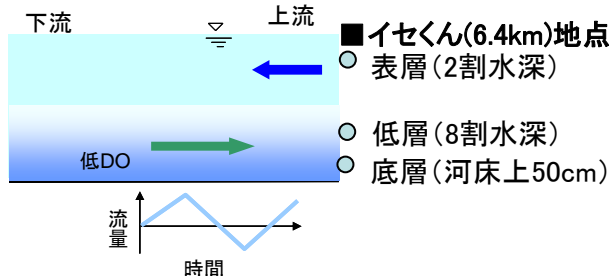 下流
上流
■イセくん(6.4km)地点
表層(2割水深)
低層(8割水深)
低DO
底層(河床上50cm)
流量
時間